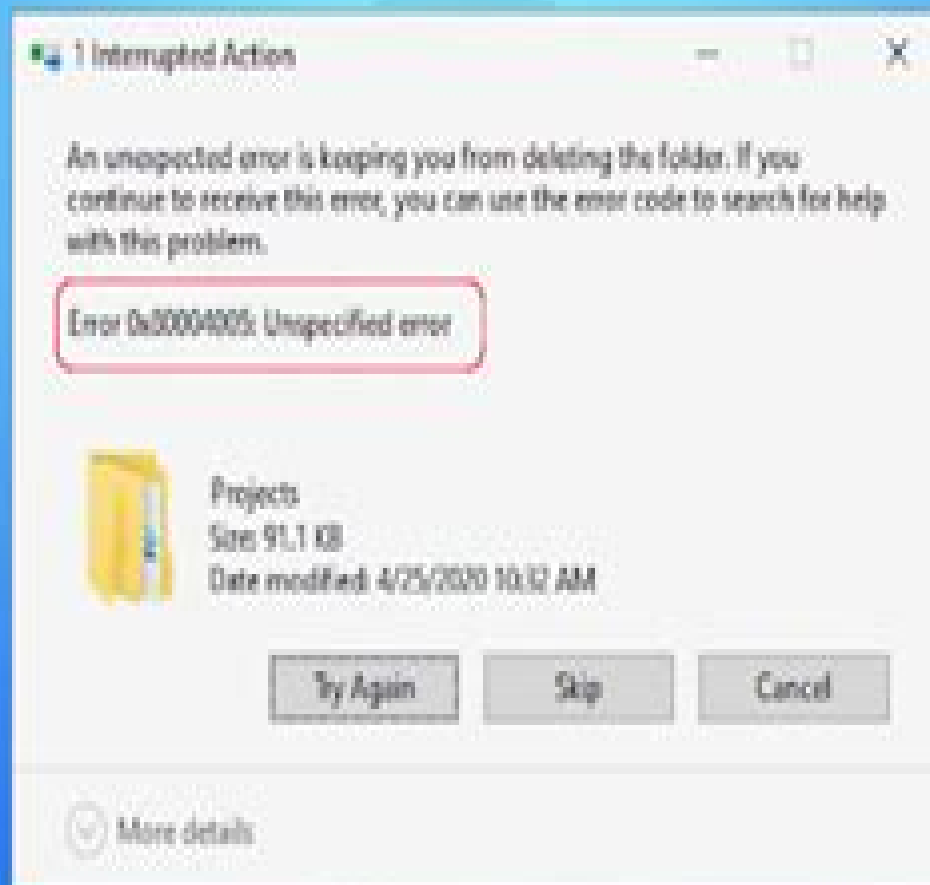 1 Interrupted Action
An unexpected error is keeping you from deleting the folder. If you
continue to receive this error, you can use the error code to search for help
with this problem.
Error 0x80004005: Unspecified error
Projects
Size: 91.1 KB
Date modified: 4/25/2020 10:32 AM
Try Again
Skip
Cancel
More details